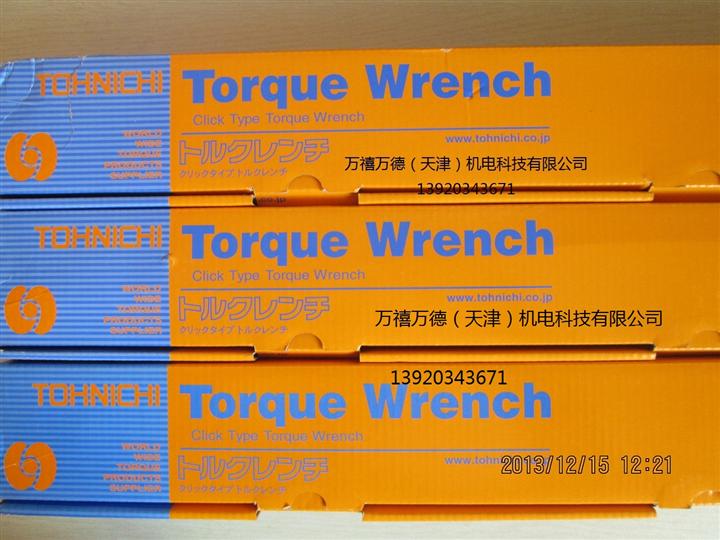 TOHNICHI
Torque Wrench
Click Type Torque Wrench
www.tohnichi.co.jp
トルクレンチ
クリックタイプトルクレンチ
WORLD
WIDE
TORQUE
PRODUCTS
SUPPLIER
万禧万德（天津）机电科技有限公司
13920343671
TOHNICHI
Torque Wrench
Click Type Torque Wrench
www.tohnichi.co.jp
トルクレンチ
クリックタイプトルクレンチ
WORLD
WIDE
TORQUE
PRODUCTS
SUPPLIER
万禧万德（天津）机电科技有限公司
13920343671
TOHNICHI
Torque Wrench
Click Type Torque Wrench
www.tohnichi.co.jp
トルクレンチ
クリックタイプトルクレンチ
WORLD
WIDE
TORQUE
PRODUCTS
SUPPLIER
2013/12/15 12:21